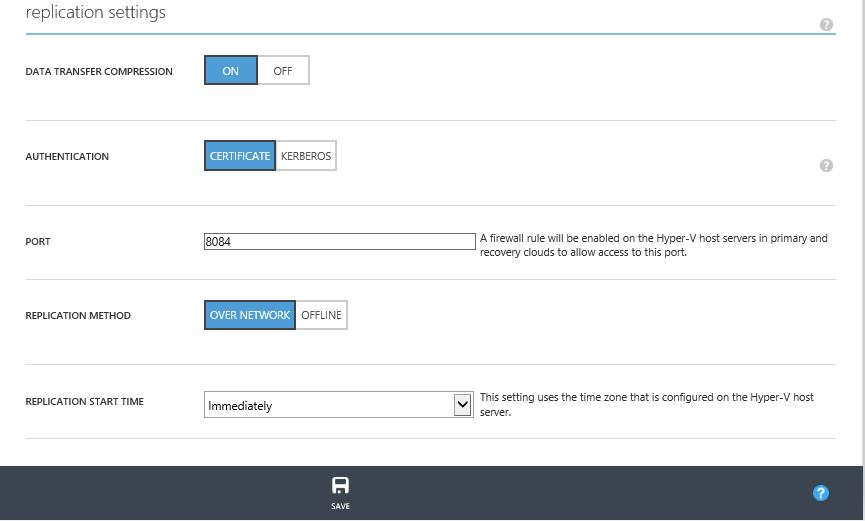 replication settings
?
DATA TRANSFER COMPRESSION ON OFF
AUTHENTICATION CERTIFICATE KERBEROS
?
PORT 8084 A firewall rule will be enabled on the Hyper-V host servers in primary and
recovery clouds to allow access to this port.
REPLICATION METHOD OVER NETWORK OFFLINE
REPLICATION START TIME Immediately This setting uses the time zone that is configured on the Hyper-V host
server.
SAVE
?